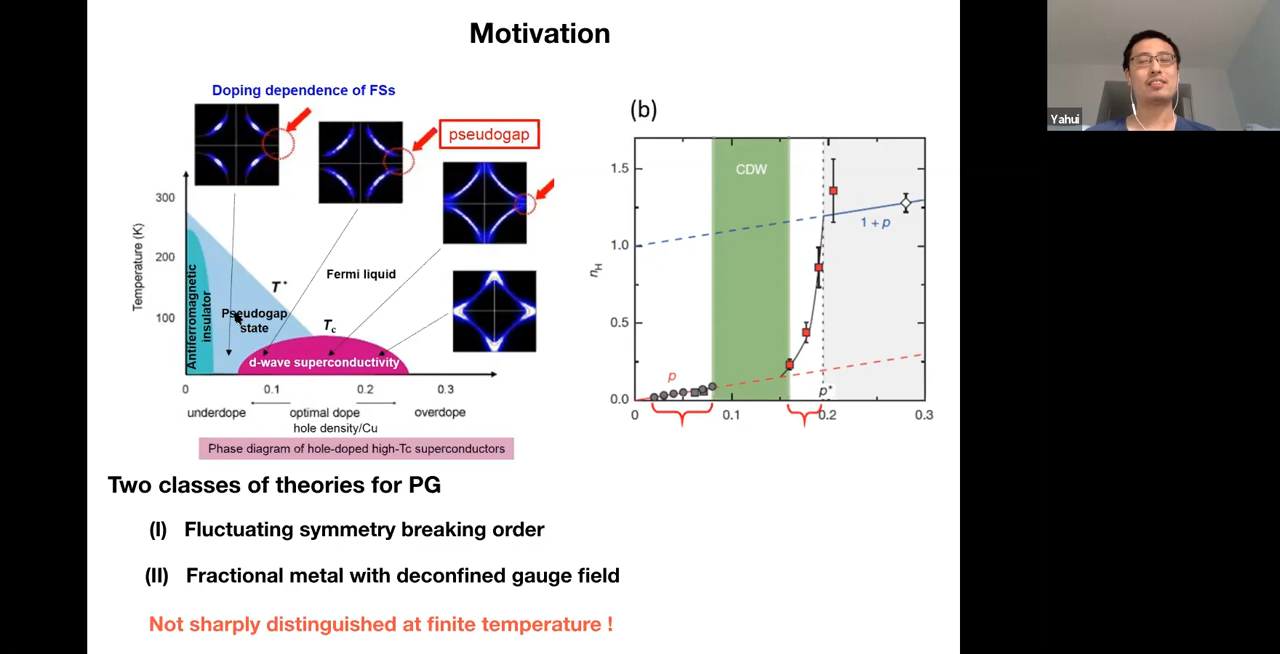 Motivation
Doping dependence of FSs
pseudogap
Temperature (K)
300
200
100
Antiferromagnetic
insulator
T*
Pseudogap
state
Fermi liquid
Tc
d-wave superconductivity
0
0.1
0.2
0.3
underdope
optimal dope
overdope
hole density/Cu
Phase diagram of hole-doped high-Tc superconductors
(b)
nH
1.5
1.0
0.5
0.0
CDW
1 + p
p
p*
0
0.1
0.2
0.3
Two classes of theories for PG
(I) Fluctuating symmetry breaking order
(II) Fractional metal with deconfined gauge field
Not sharply distinguished at finite temperature !
Yahui